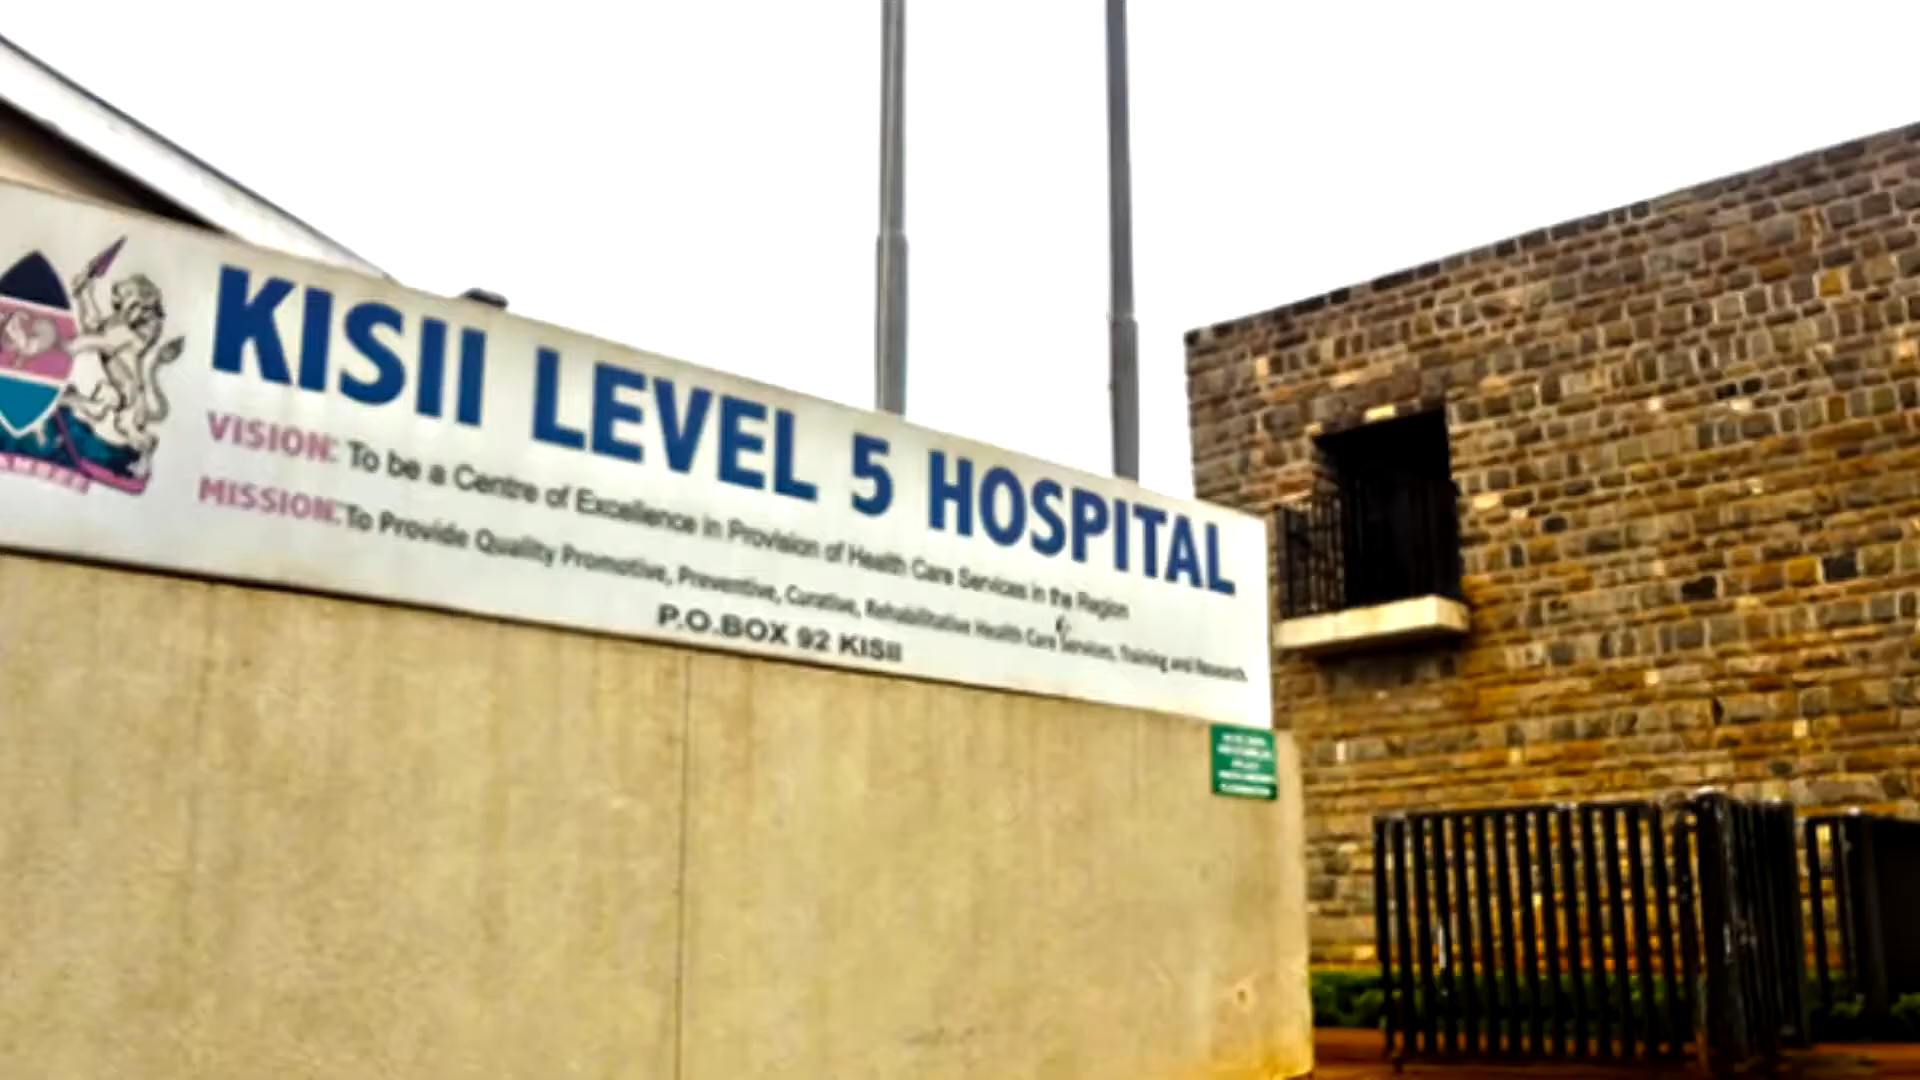 KISII LEVEL 5 HOSPITAL
VISION: To be a Centre of Excellence in Provision of Health Care Services in the Region
MISSION: To Provide Quality Promotive, Preventive, Curative, Rehabilitative Health Care Services, Training and Research
P.O.BOX 92 KISII